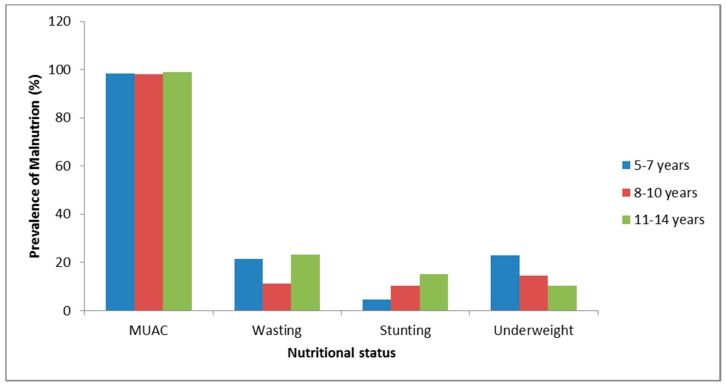 120
100
80
60
40
20
0
Prevalence of Malnutrition (%)
MUAC
Wasting
Stunting
Underweight
Nutritional status
5-7 years
8-10 years
11-14 years